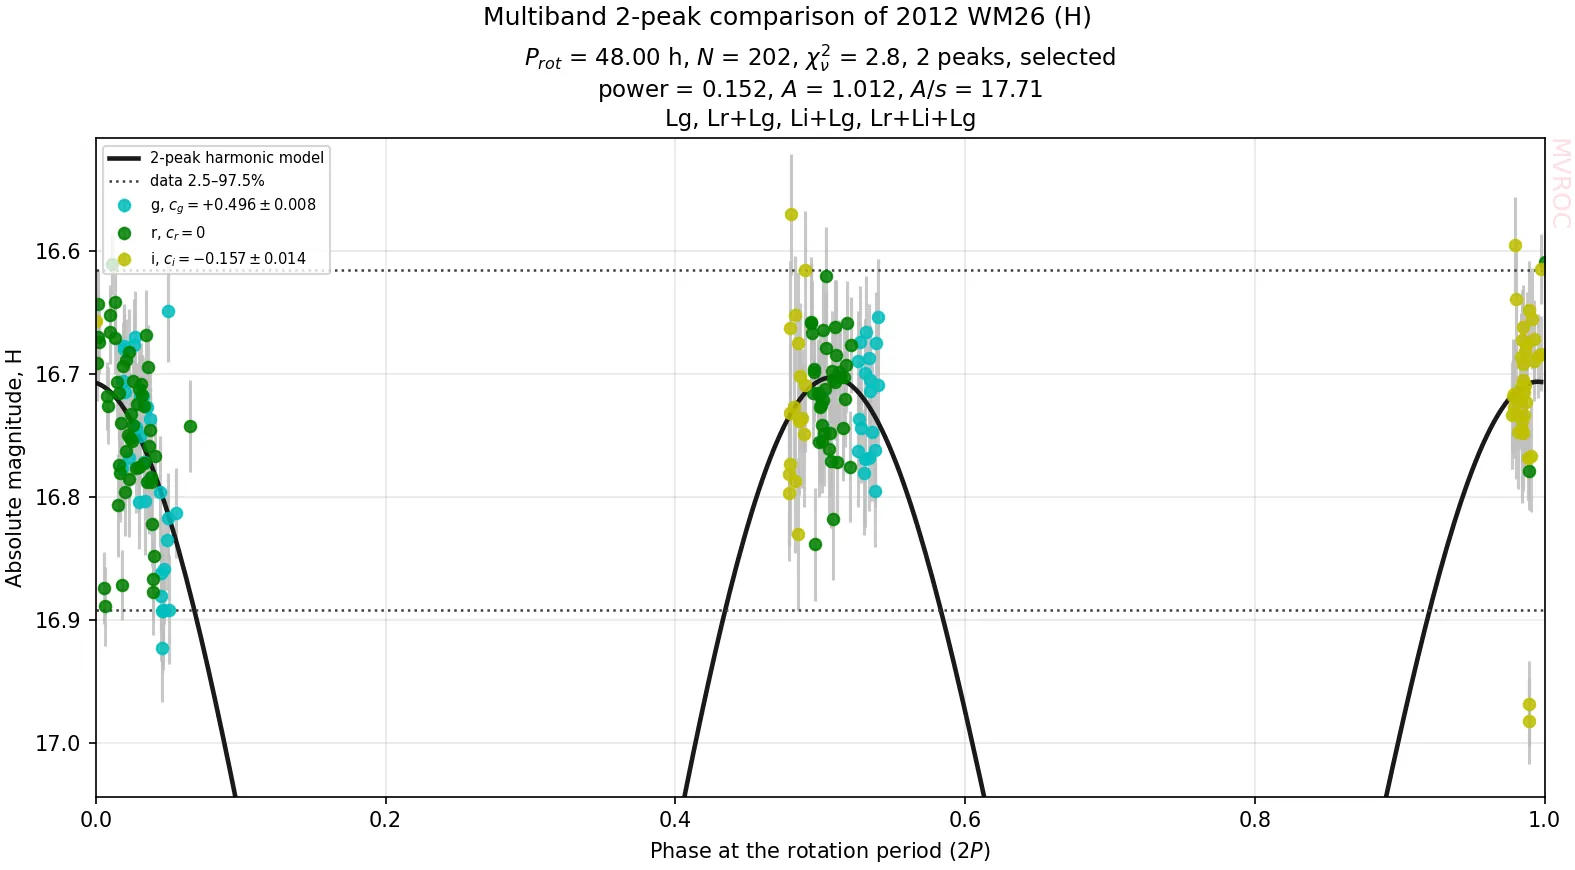 Multiband 2-peak comparison of 2012 WM26 (H)
P_rot = 48.00 h, N = 202, χ²_ν = 2.8, 2 peaks, selected
power = 0.152, A = 1.012, A/s = 17.71
Lg, Lr+Lg, Li+Lg, Lr+Li+Lg
2-peak harmonic model
data 2.5–97.5%
g, c_g = +0.496 ± 0.008
r, c_r = 0
i, c_i = −0.157 ± 0.014
MVROC
Absolute magnitude, H
16.6
16.7
16.8
16.9
17.0
0.0 0.2 0.4 0.6 0.8 1.0
Phase at the rotation period (2P)